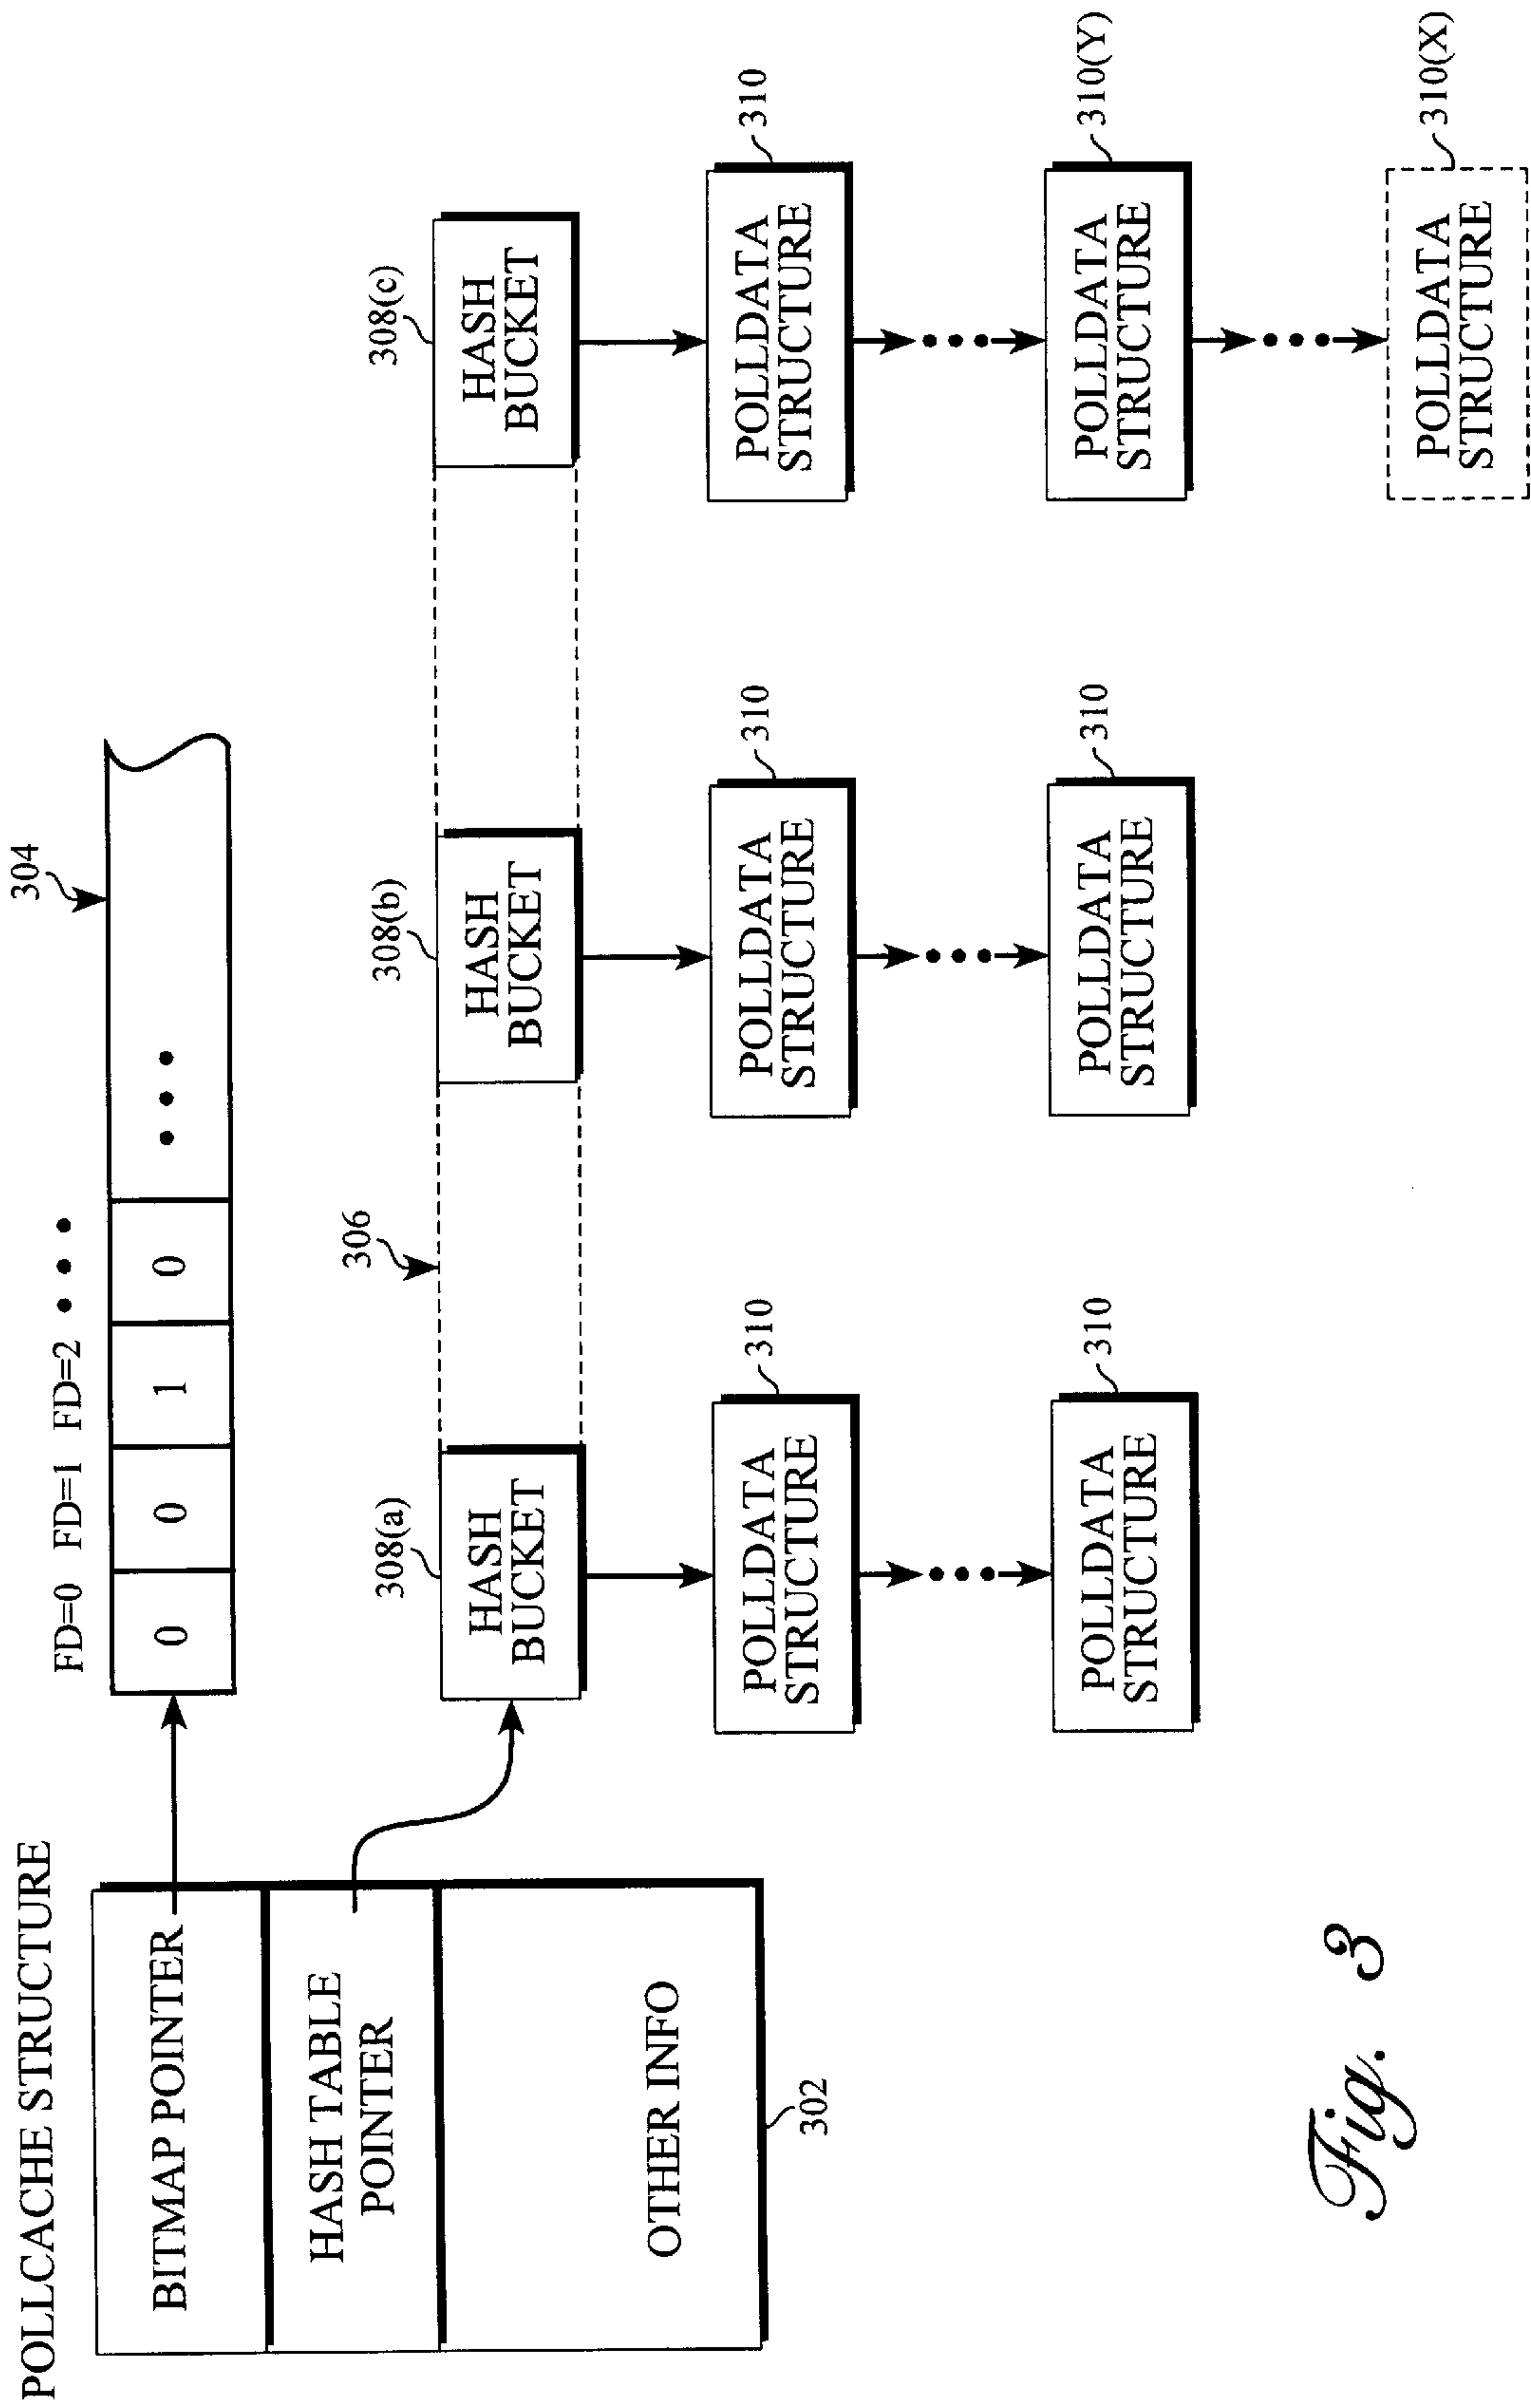 POLLCACHE STRUCTURE
BITMAP POINTER
HASH TABLE
POINTER
OTHER INFO
302
304
FD=0 FD=1 FD=2
0 0 1 0
306
308(a)
HASH
BUCKET
308(b)
HASH
BUCKET
308(c)
HASH
BUCKET
310
POLLDATA
STRUCTURE
310
POLLDATA
STRUCTURE
310
POLLDATA
STRUCTURE
310
POLLDATA
STRUCTURE
310
POLLDATA
STRUCTURE
310(Y)
POLLDATA
STRUCTURE
310(X)
POLLDATA
STRUCTURE
Fig. 3